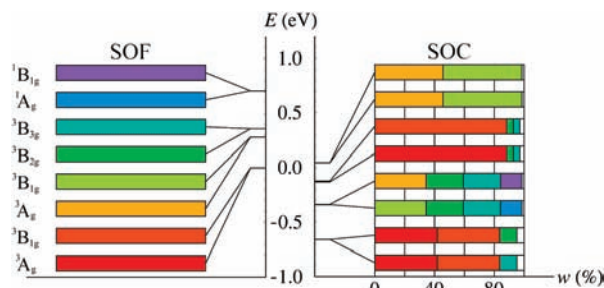 E (eV)
SOF
SOC
1.0
0.5
0.0
-0.5
-1.0
¹B₁g
¹Ag
³B₃g
³B₂g
³B₁g
³Ag
³B₁g
³Ag
0 40 80 w (%)